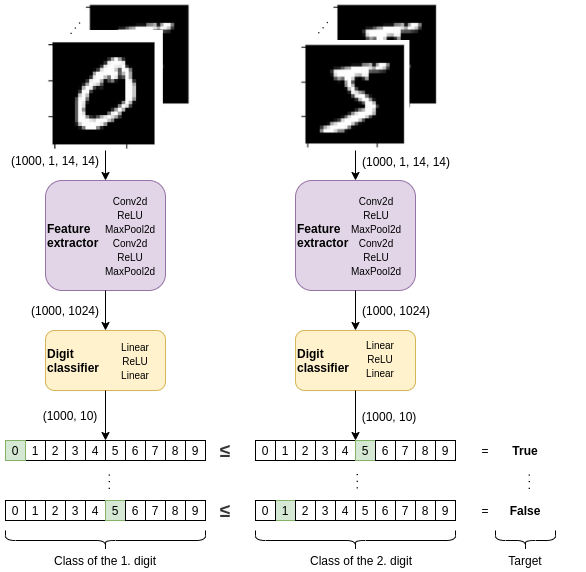 (1000, 1, 14, 14)
(1000, 1, 14, 14)
Feature extractor
Conv2d
ReLU
MaxPool2d
Conv2d
ReLU
MaxPool2d
Feature extractor
Conv2d
ReLU
MaxPool2d
Conv2d
ReLU
MaxPool2d
(1000, 1024)
(1000, 1024)
Digit classifier
Linear
ReLU
Linear
Digit classifier
Linear
ReLU
Linear
(1000, 10)
(1000, 10)
0 1 2 3 4 5 6 7 8 9 ≤ 0 1 2 3 4 5 6 7 8 9 = True
0 1 2 3 4 5 6 7 8 9 ≤ 0 1 2 3 4 5 6 7 8 9 = False
Class of the 1. digit
Class of the 2. digit
Target